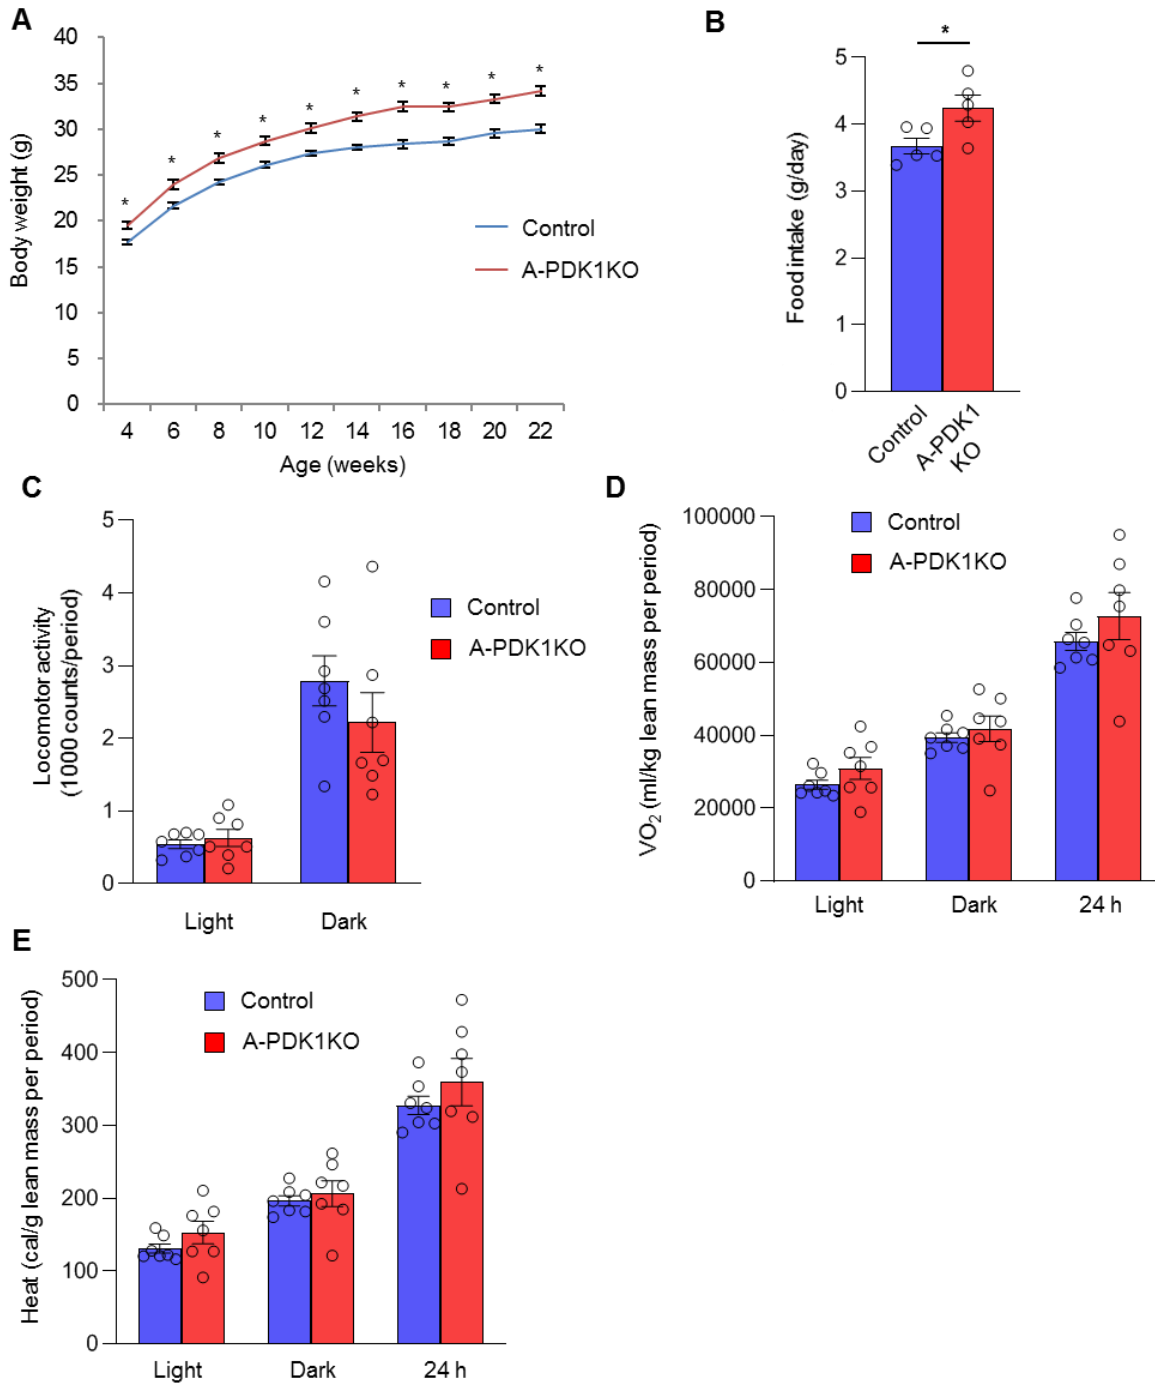 A
Body weight (g)
40
35
30
25
20
15
10
5
0
* * * * * * * * * *
Control
A-PDK1KO
4 6 8 10 12 14 16 18 20 22
Age (weeks)
B
Food intake (g/day)
*
5
4
3
2
1
0
Control
A-PDK1
KO
C
Locomotor activity
(1000 counts/period)
5
4
3
2
1
0
Control
A-PDK1KO
Light Dark
D
VO₂ (ml/kg lean mass per period)
100000
80000
60000
40000
20000
0
Control
A-PDK1KO
Light Dark 24 h
E
Heat (cal/g lean mass per period)
500
400
300
200
100
0
Control
A-PDK1KO
Light Dark 24 h